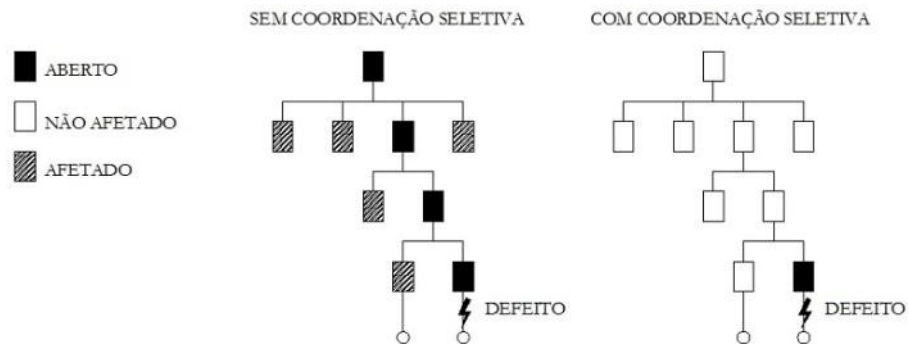 SEM COORDENAÇÃO SELETIVA
COM COORDENAÇÃO SELETIVA
ABERTO
NÃO AFETADO
AFETADO
DEFEITO
DEFEITO